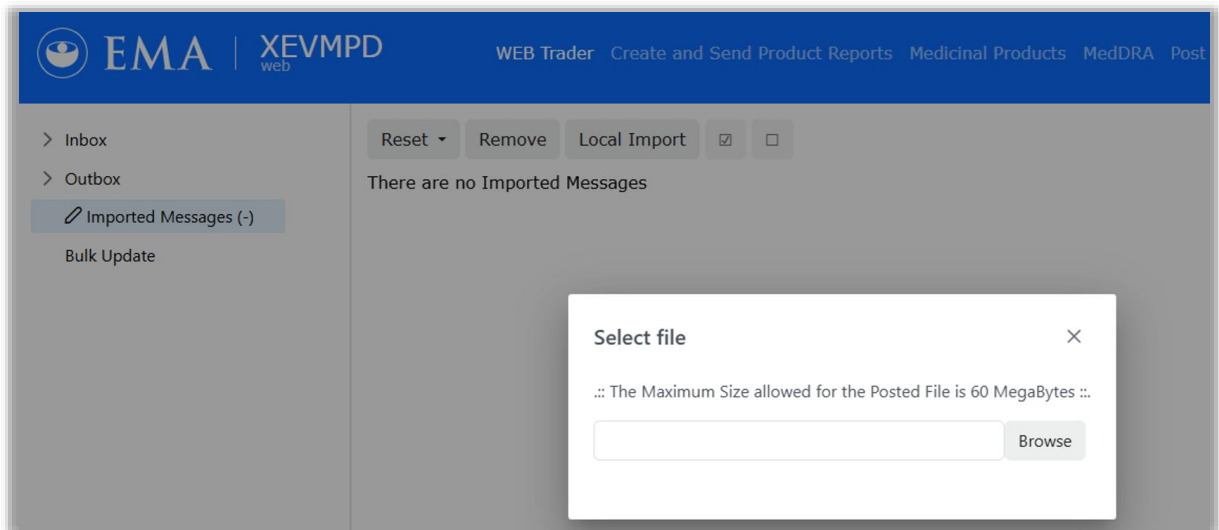 EMA | XEVMPD
web
WEB Trader Create and Send Product Reports Medicinal Products MedDRA Post
Inbox
Outbox
Imported Messages (-)
Bulk Update
Reset Remove Local Import
There are no Imported Messages
Select file
.:: The Maximum Size allowed for the Posted File is 60 MegaBytes ::.
Browse